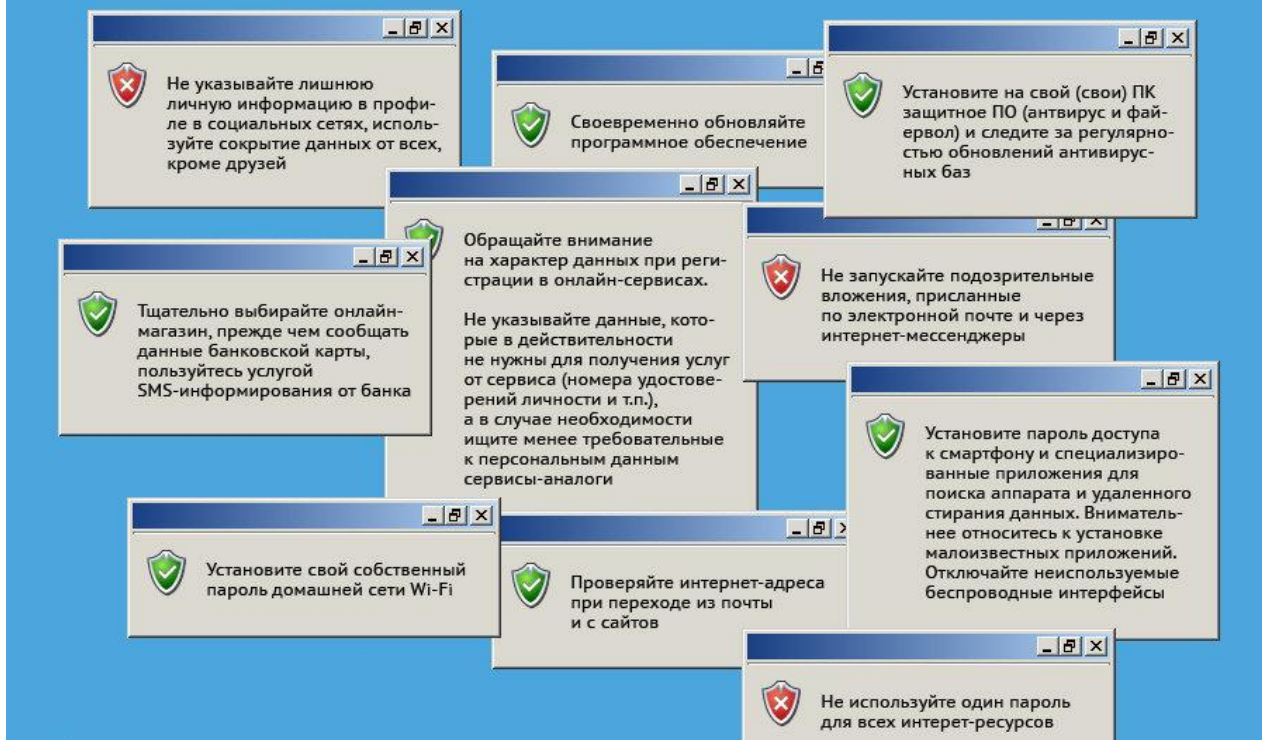 Не указывайте лишнюю
личную информацию в профи-
ле в социальных сетях, исполь-
зуйте сокрытие данных от всех,
кроме друзей
Своевременно обновляйте
программное обеспечение
Установите на свой (свои) ПК
защитное ПО (антвирус и фай-
ервол) и следите за регулярно-
стью обновлений антивирус-
ных баз
Обращайте внимание
на характер данных при реги-
страции в онлайн-сервисах.
Не указывайте данные, кото-
рые в действительности
не нужны для получения услуг
от сервиса (номера удостове-
рений личности и т.п.),
а в случае необходимости
ищите менее требовательные
к персональным данным
сервисы-аналоги
Не запускайте подозрительные
вложения, присланные
по электронной почте и через
интернет-мессенджеры
Тщательно выбирайте онлайн-
магазин, прежде чем сообщать
данные банковской карты,
пользуйтесь услугой
SMS-информирования от банка
Установите пароль доступа
к смартфону и специализиро-
ванные приложения для
поиска аппарата и удаленного
стирания данных. Вниматель-
нее относитесь к установке
малоизвестных приложений.
Отключайте неиспользуемые
беспроводные интерфейсы
Установите свой собственный
пароль домашней сети Wi-Fi
Проверяйте интернет-адреса
при переходе из почты
и с сайтов
Не используйте один пароль
для всех интерет-ресурсов